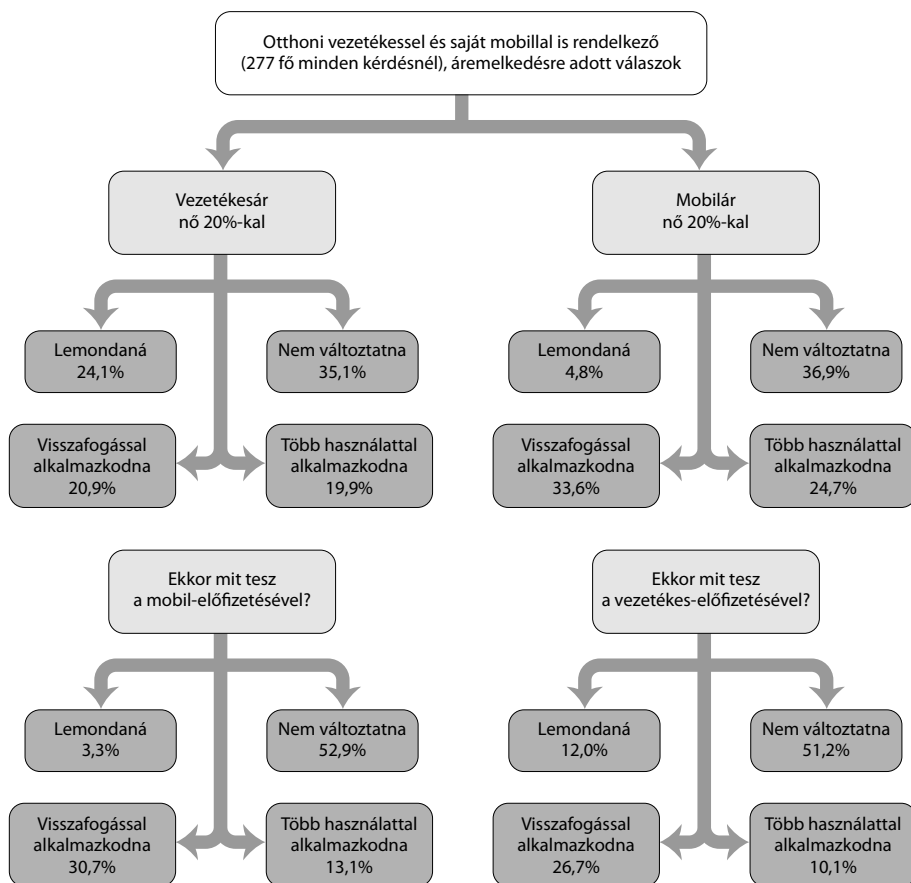 Otthoni vezetékessel és saját mobillal is rendelkező
(277 fő minden kérdésnél), áremelkedésre adott válaszok
Vezetékesár
nő 20%-kal
Mobilár
nő 20%-kal
Lemondaná
24,1%
Nem változtatna
35,1%
Lemondaná
4,8%
Nem változtatna
36,9%
Visszafogással
alkalmazkodna
20,9%
Több használattal
alkalmazkodna
19,9%
Visszafogással
alkalmazkodna
33,6%
Több használattal
alkalmazkodna
24,7%
Ekkor mit tesz
a mobil-előfizetésével?
Ekkor mit tesz
a vezetékes-előfizetésével?
Lemondaná
3,3%
Nem változtatna
52,9%
Lemondaná
12,0%
Nem változtatna
51,2%
Visszafogással
alkalmazkodna
30,7%
Több használattal
alkalmazkodna
13,1%
Visszafogással
alkalmazkodna
26,7%
Több használattal
alkalmazkodna
10,1%